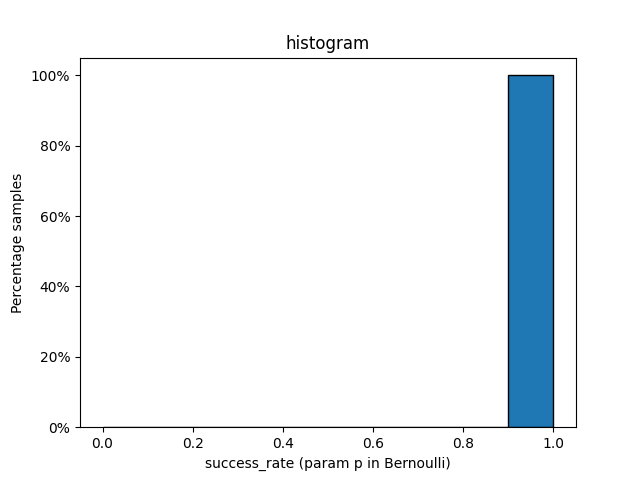 histogram
100%
80%
60%
40%
20%
0%
Percentage samples
0.0 0.2 0.4 0.6 0.8 1.0
success_rate (param p in Bernoulli)